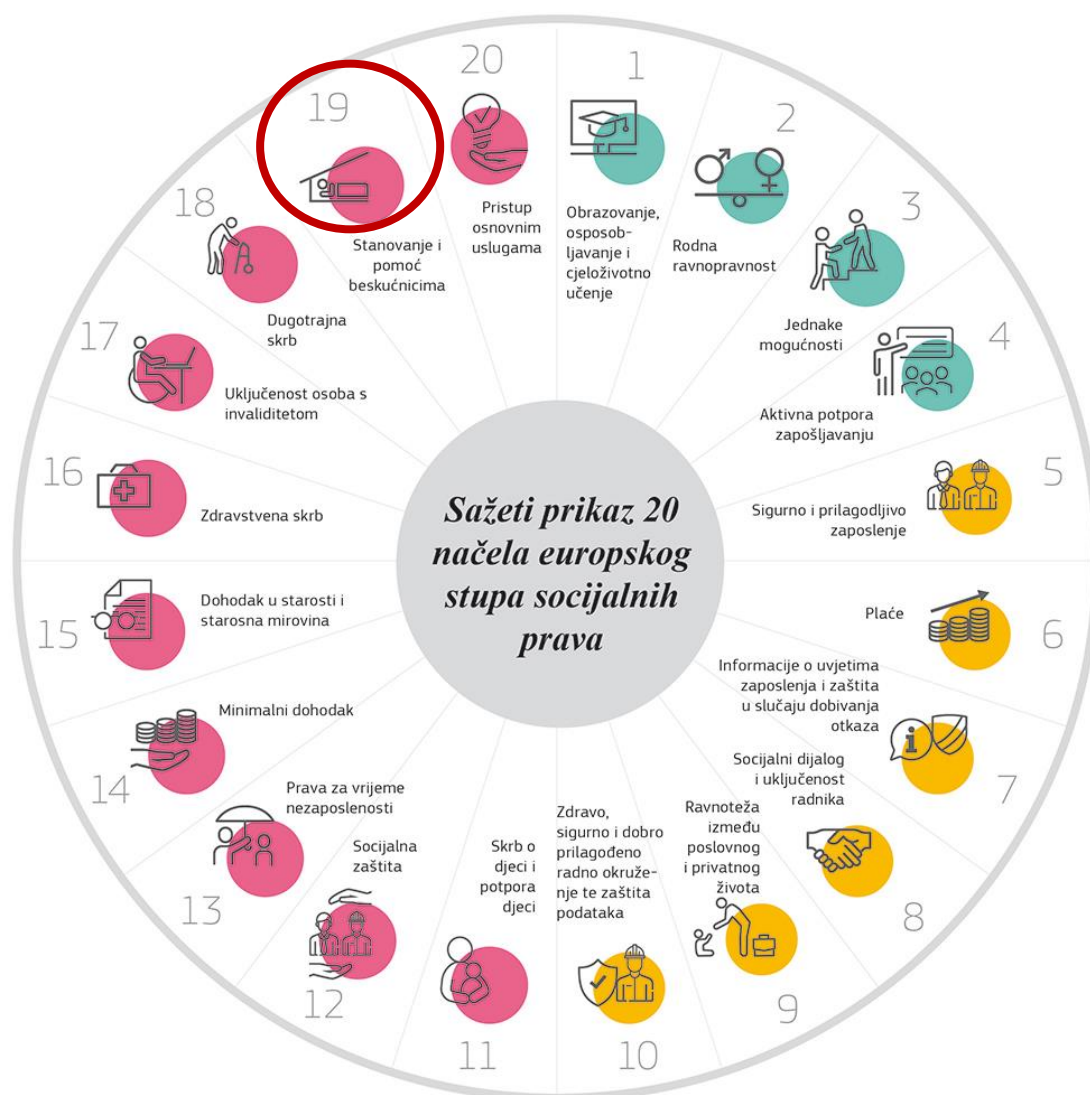 Sažeti prikaz 20
načela europskog
stupa socijalnih
prava
1
Obrazovanje,
osposob-
ljavanje i
cjeloživotno
učenje
2
Rodna
ravnopravnost
3
Jednake
mogućnosti
4
Aktivna potpora
zapošljavanju
5
Sigurno i prilagodljivo
zaposlenje
6
Plaće
7
Informacije o uvjetima
zaposlenja i zaštita
u slučaju dobivanja
otkaza
8
Socijalni dijalog
i uključenost
radnika
9
Ravnoteža
između
poslovnog
i privatnog
života
10
Zdravo,
sigurno i dobro
prilagođeno
radno okruže-
nje te zaštita
podataka
11
Skrb o
djeci i
potpora
djeci
12
Socijalna
zaštita
13
Prava za vrijeme
nezaposlenosti
14
Minimalni dohodak
15
Dohodak u starosti i
starosna mirovina
16
Zdravstvena skrb
17
Uključenost osoba s
invaliditetom
18
Dugotrajna
skrb
19
Stanovanje i
pomoć
beskućnicima
20
Pristup
osnovnim
uslugama